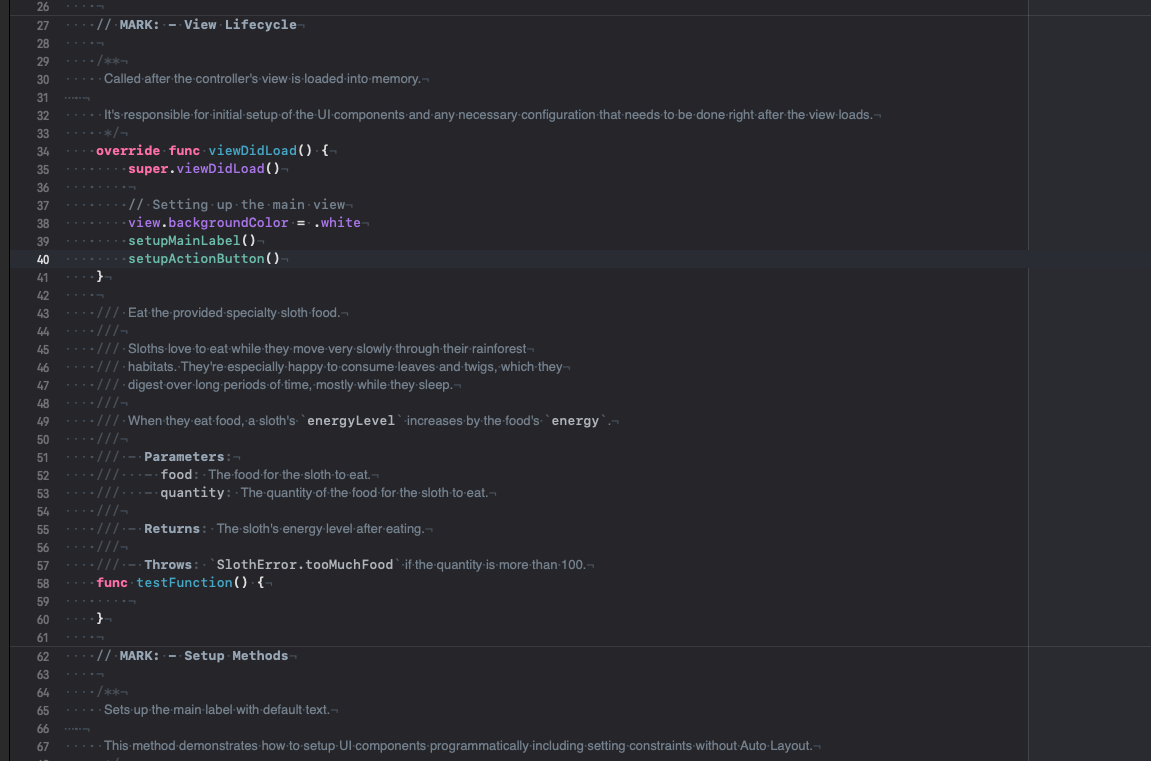 26
27 // MARK: - View Lifecycle
28
29 /**
30 Called after the controller's view is loaded into memory.
31
32 It's responsible for initial setup of the UI components and any necessary configuration that needs to be done right after the view loads.
33 */
34 override func viewDidLoad() {
35 super.viewDidLoad()
36
37 // Setting up the main view
38 view.backgroundColor = .white
39 setupMainLabel()
40 setupActionButton()
41 }
42
43 /// Eat the provided specialty sloth food.
44 ///
45 /// Sloths love to eat while they move very slowly through their rainforest
46 /// habitats. They're especially happy to consume leaves and twigs, which they
47 /// digest over long periods of time, mostly while they sleep.
48 ///
49 /// When they eat food, a sloth's `energyLevel` increases by the food's `energy`.
50 ///
51 /// - Parameters:
52 ///   - food: The food for the sloth to eat.
53 ///   - quantity: The quantity of the food for the sloth to eat.
54 ///
55 /// - Returns: The sloth's energy level after eating.
56 ///
57 /// - Throws: `SlothError.tooMuchFood` if the quantity is more than 100.
58 func testFunction() {
59
60 }
61
62 // MARK: - Setup Methods
63
64 /**
65 Sets up the main label with default text.
66
67 This method demonstrates how to setup UI components programmatically including setting constraints without Auto Layout.